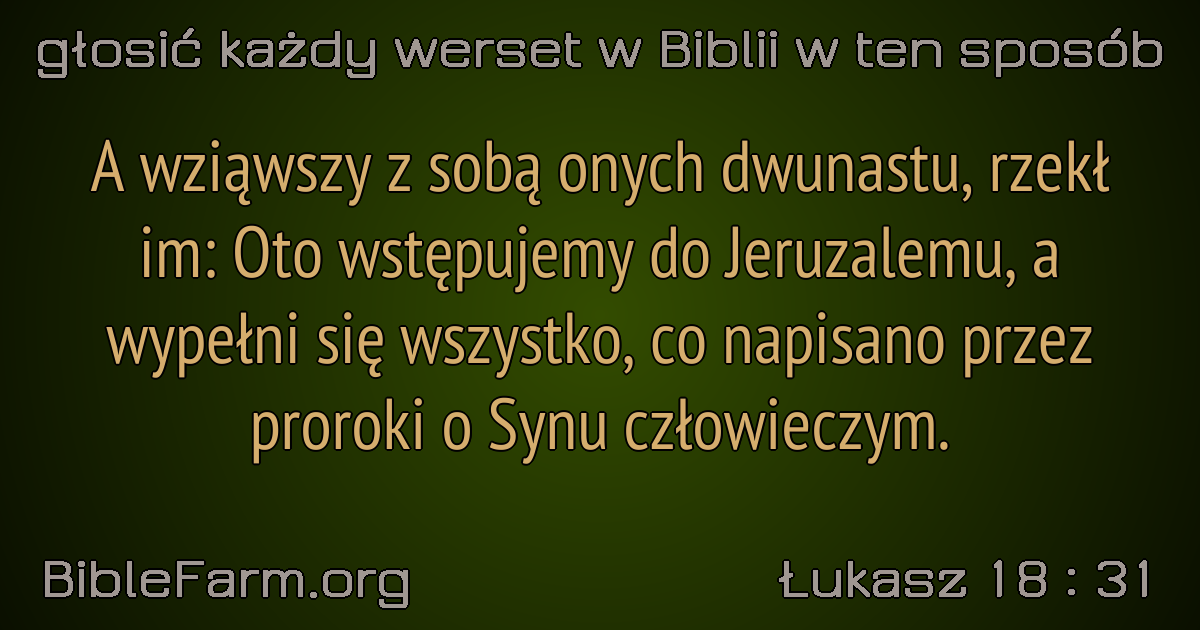 głosić każdy werset w Biblii w ten sposób
A wziąwszy z sobą onych dwunastu, rzekł
im: Oto wstępujemy do Jeruzalemu, a
wypełni się wszystko, co napisano przez
proroki o Synu człowieczym.
BibleFarm.org
Łukasz 18 : 31